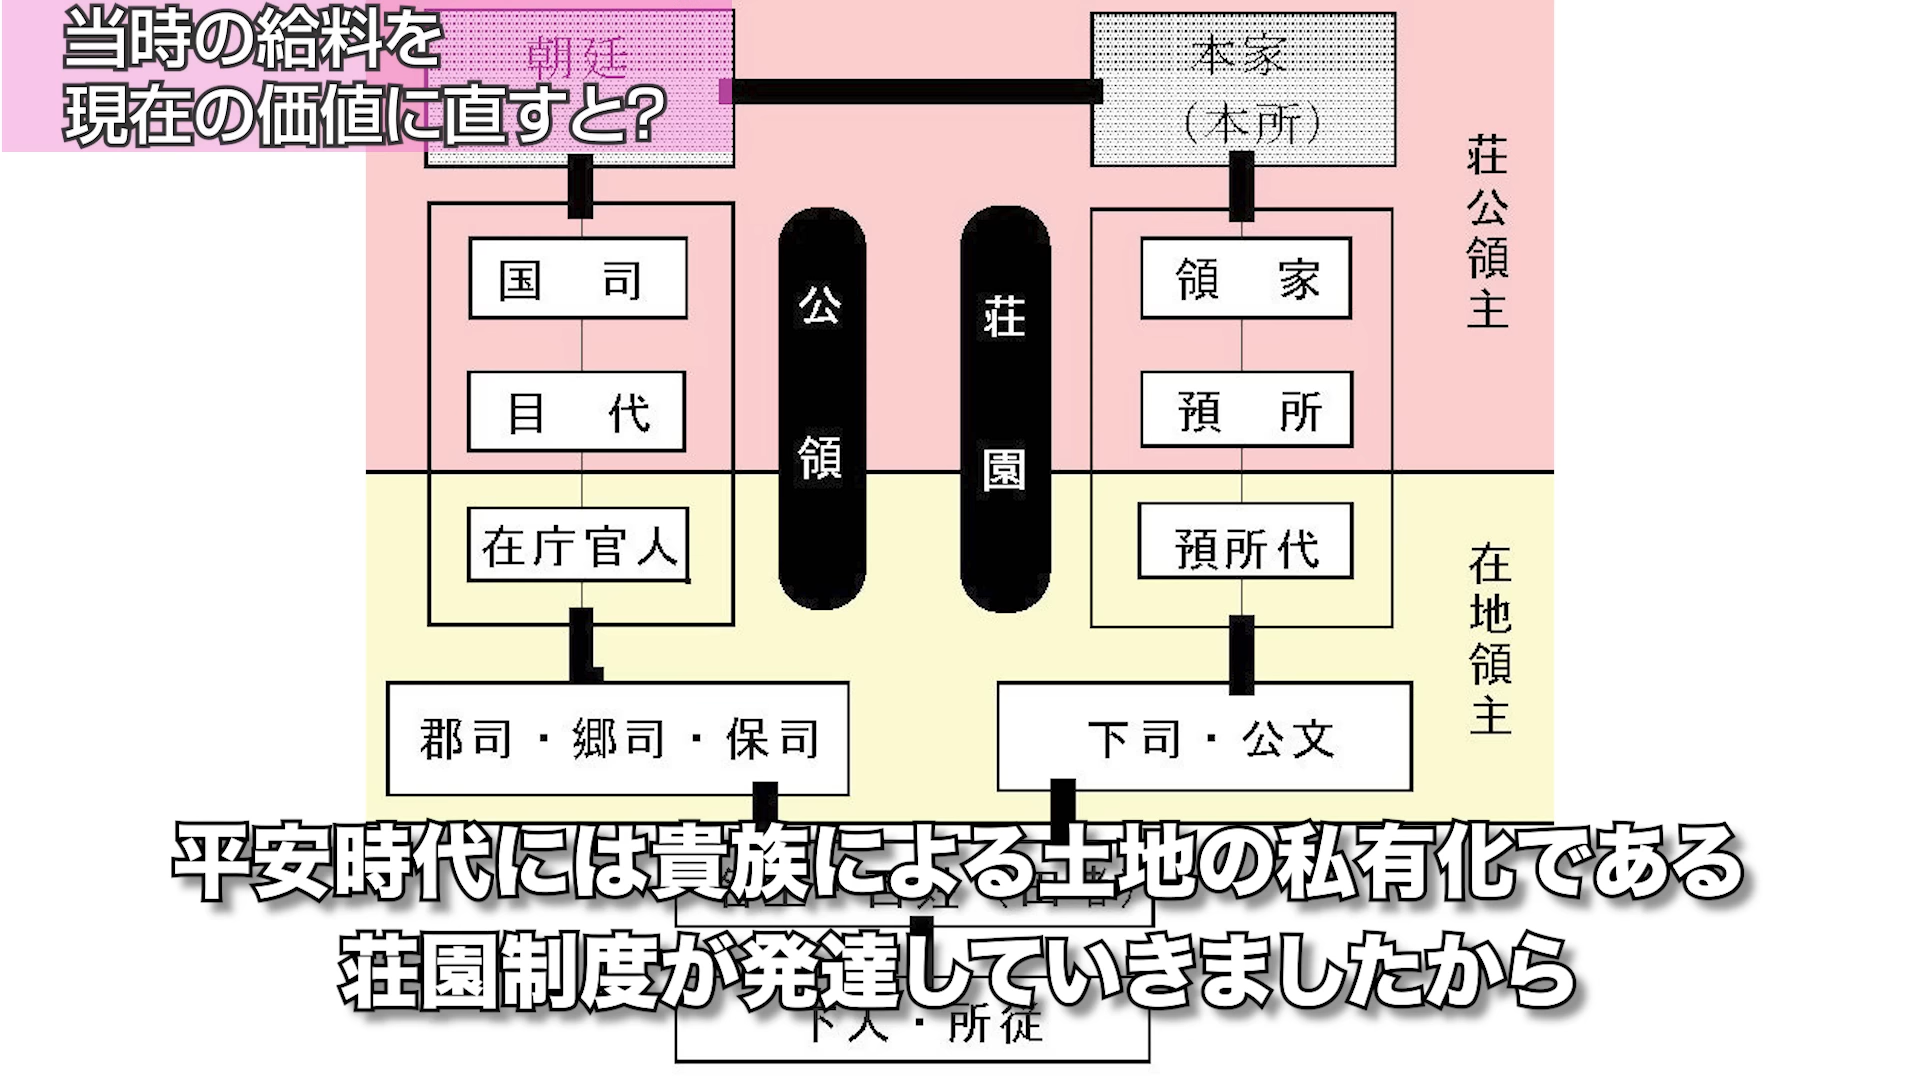 当時の給料を
現在の価値に直すと?
朝廷
本家
(本所)
荘公領主
国司
公領
荘園
領家
目代
預所
在庁官人
預所代
在地領主
郡司・郷司・保司
下司・公文
平安時代には貴族による土地の私有化である
荘園制度が発達していきましたから
下人・所従